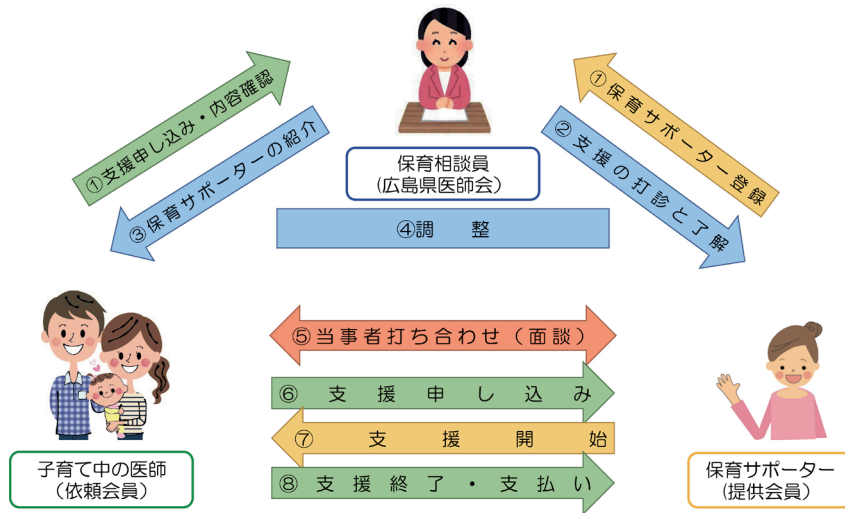 ①支援申し込み・内容確認
③保育サポーターの紹介
①保育サポーター登録
②支援の打診と了解
保育相談員
(広島県医師会)
④調整
⑤当事者打ち合わせ(面談)
⑥支援申し込み
⑦支援開始
⑧支援終了・支払い
子育て中の医師
(依頼会員)
保育サポーター
(提供会員)